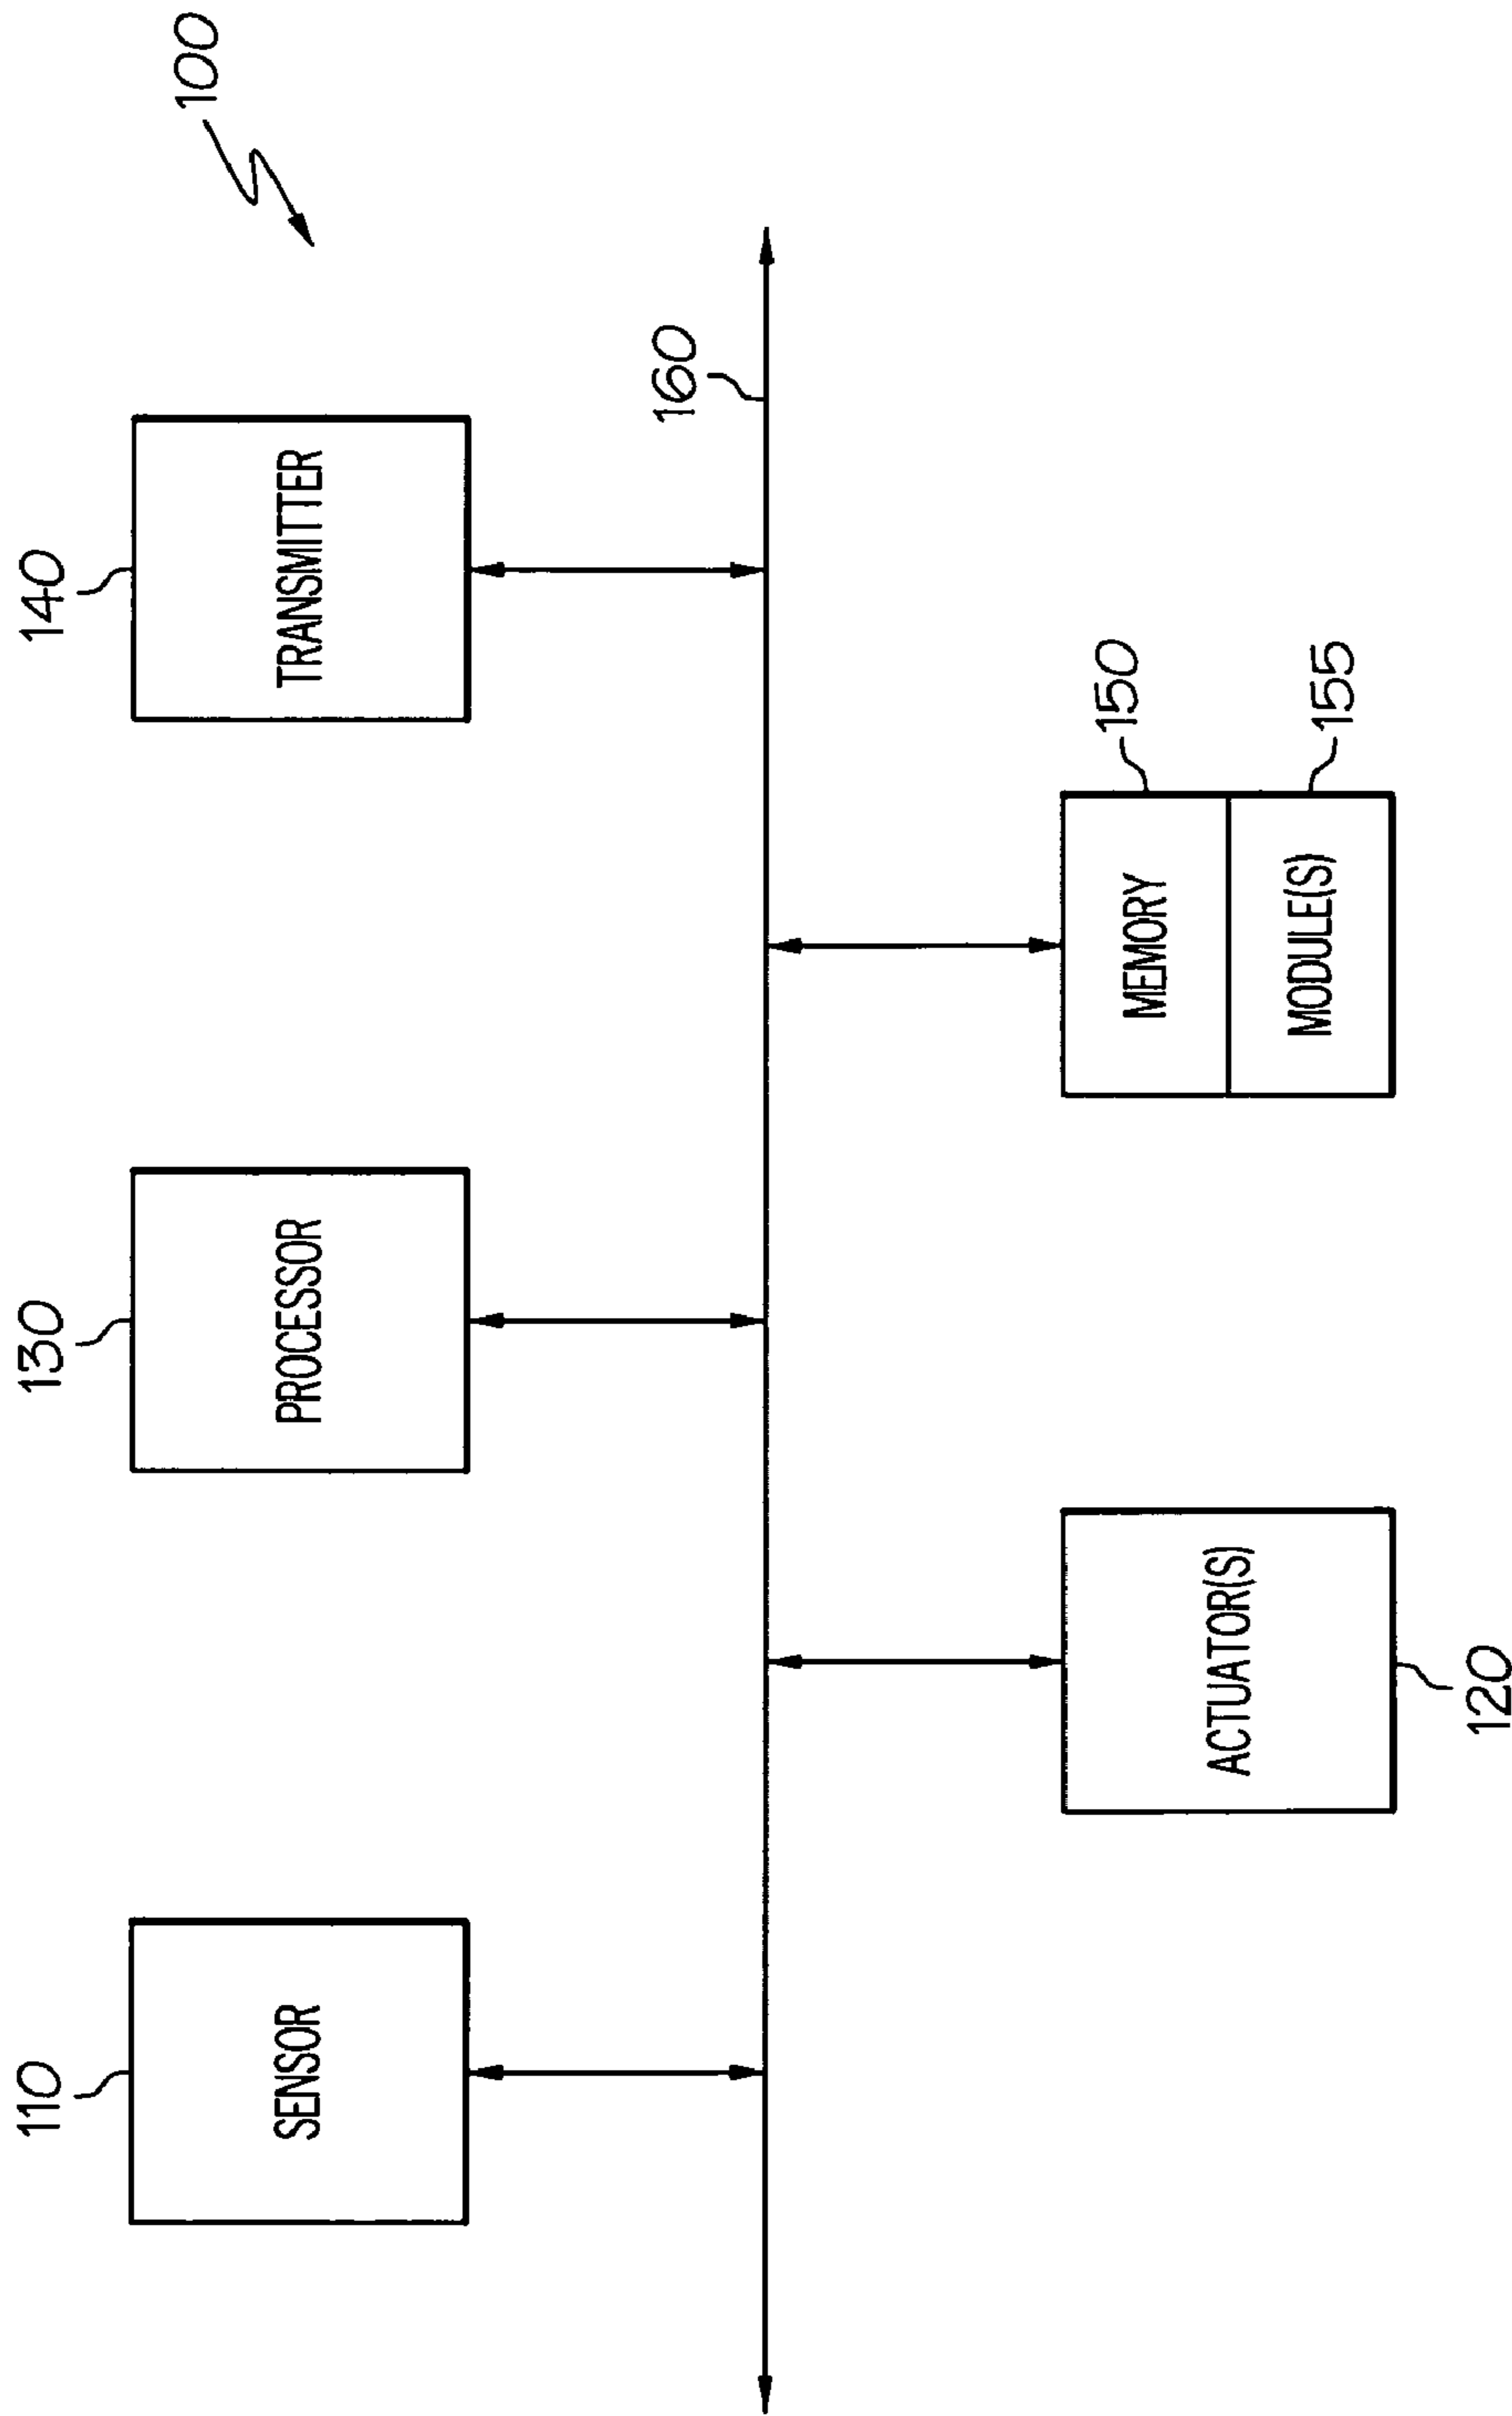 100
110
130
140
SENSOR
PROCESSOR
TRANSMITTER
160
120
ACTUATOR(S)
150
MEMORY
155
MODULE(S)